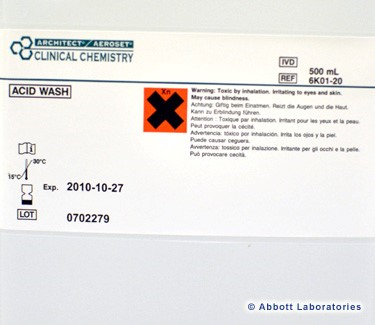 ARCHITECT / AEROSET
CLINICAL CHEMISTRY
IVD 500 mL
REF 6K01-20
ACID WASH
Xn
Warning: Toxic by inhalation. Irritating to eyes and skin.
May cause blindness.
Achtung: Giftig beim Einatmen. Reizt die Augen und die Haut.
Kann zu Erblindung führen.
Attention : Toxique par inhalation. Irritant pour les yeux et la peau.
Peut provoquer la cécité.
Advertencia: tóxico por inhalación. Irrita los ojos y la piel.
Puede causar ceguera.
Avvertenza: tossico per inalazione. Irritante per gli occhi e la pelle.
Può provocare cecità.
30°C
15°C
Exp. 2010-10-27
LOT 0702279
© Abbott Laboratories